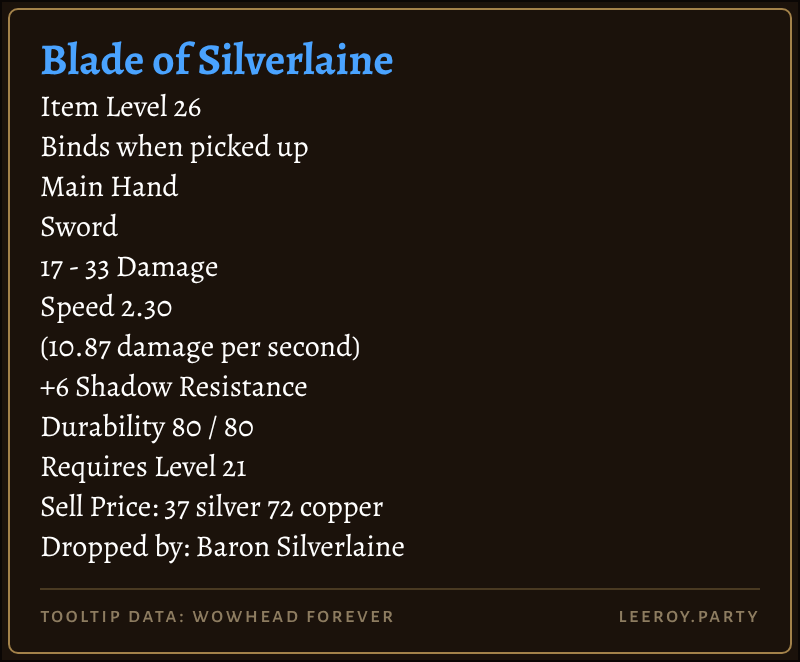 Blade of Silverlaine
Item Level 26
Binds when picked up
Main Hand
Sword
17 - 33 Damage
Speed 2.30
(10.87 damage per second)
+6 Shadow Resistance
Durability 80 / 80
Requires Level 21
Sell Price: 37 silver 72 copper
Dropped by: Baron Silverlaine
TOOLTIP DATA: WOWHEAD FOREVER
LEEROY.PARTY